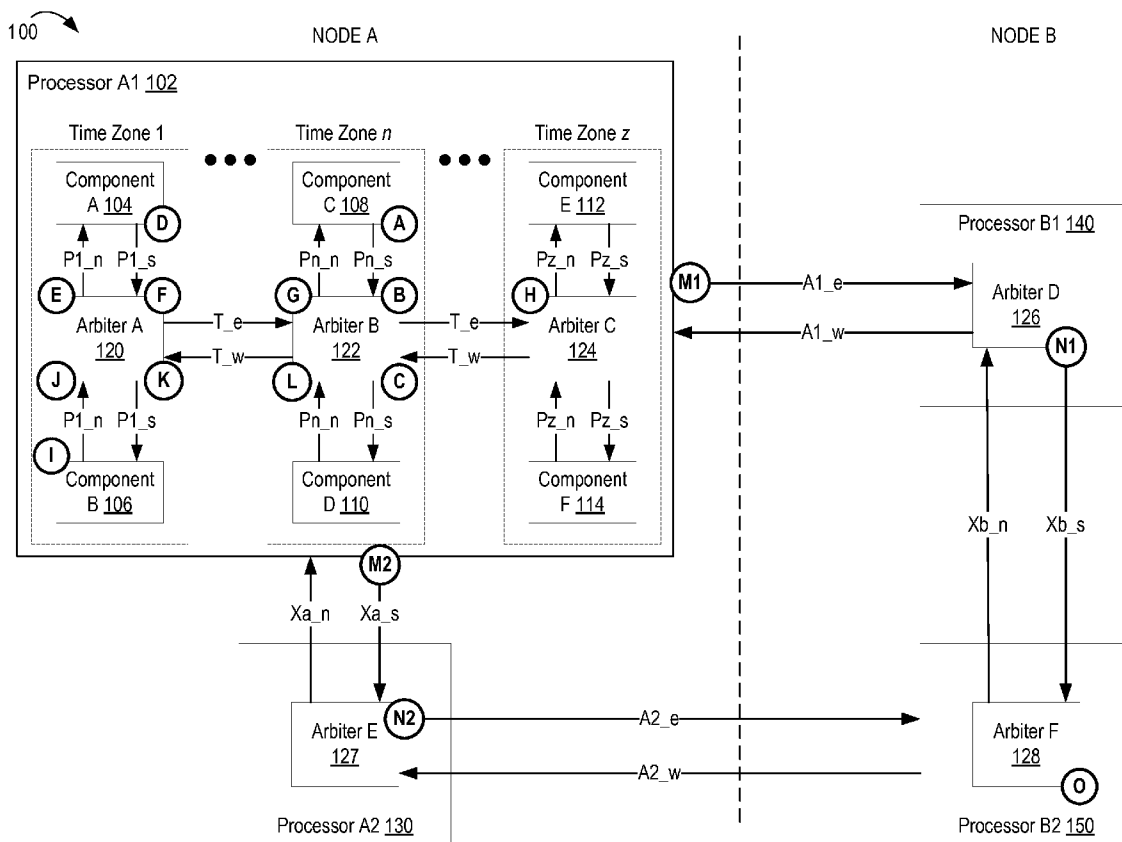 100
NODE A
NODE B
Processor A1 102
Time Zone 1
Time Zone n
Time Zone z
Component
A 104
Component
C 108
Component
E 112
D
A
Processor B1 140
P1_n
P1_s
Pn_n
Pn_s
Pz_n
Pz_s
M1
A1_e
E
F
G
B
H
Arbiter A
120
T_e
Arbiter B
122
T_e
Arbiter C
124
Arbiter D
126
T_w
T_w
A1_w
N1
J
K
L
C
P1_n
P1_s
Pn_n
Pn_s
Pz_n
Pz_s
I
Component
B 106
Component
D 110
Component
F 114
Xb_n
Xb_s
M2
Xa_n
Xa_s
Arbiter E
127
N2
A2_e
Arbiter F
128
A2_w
O
Processor A2 130
Processor B2 150